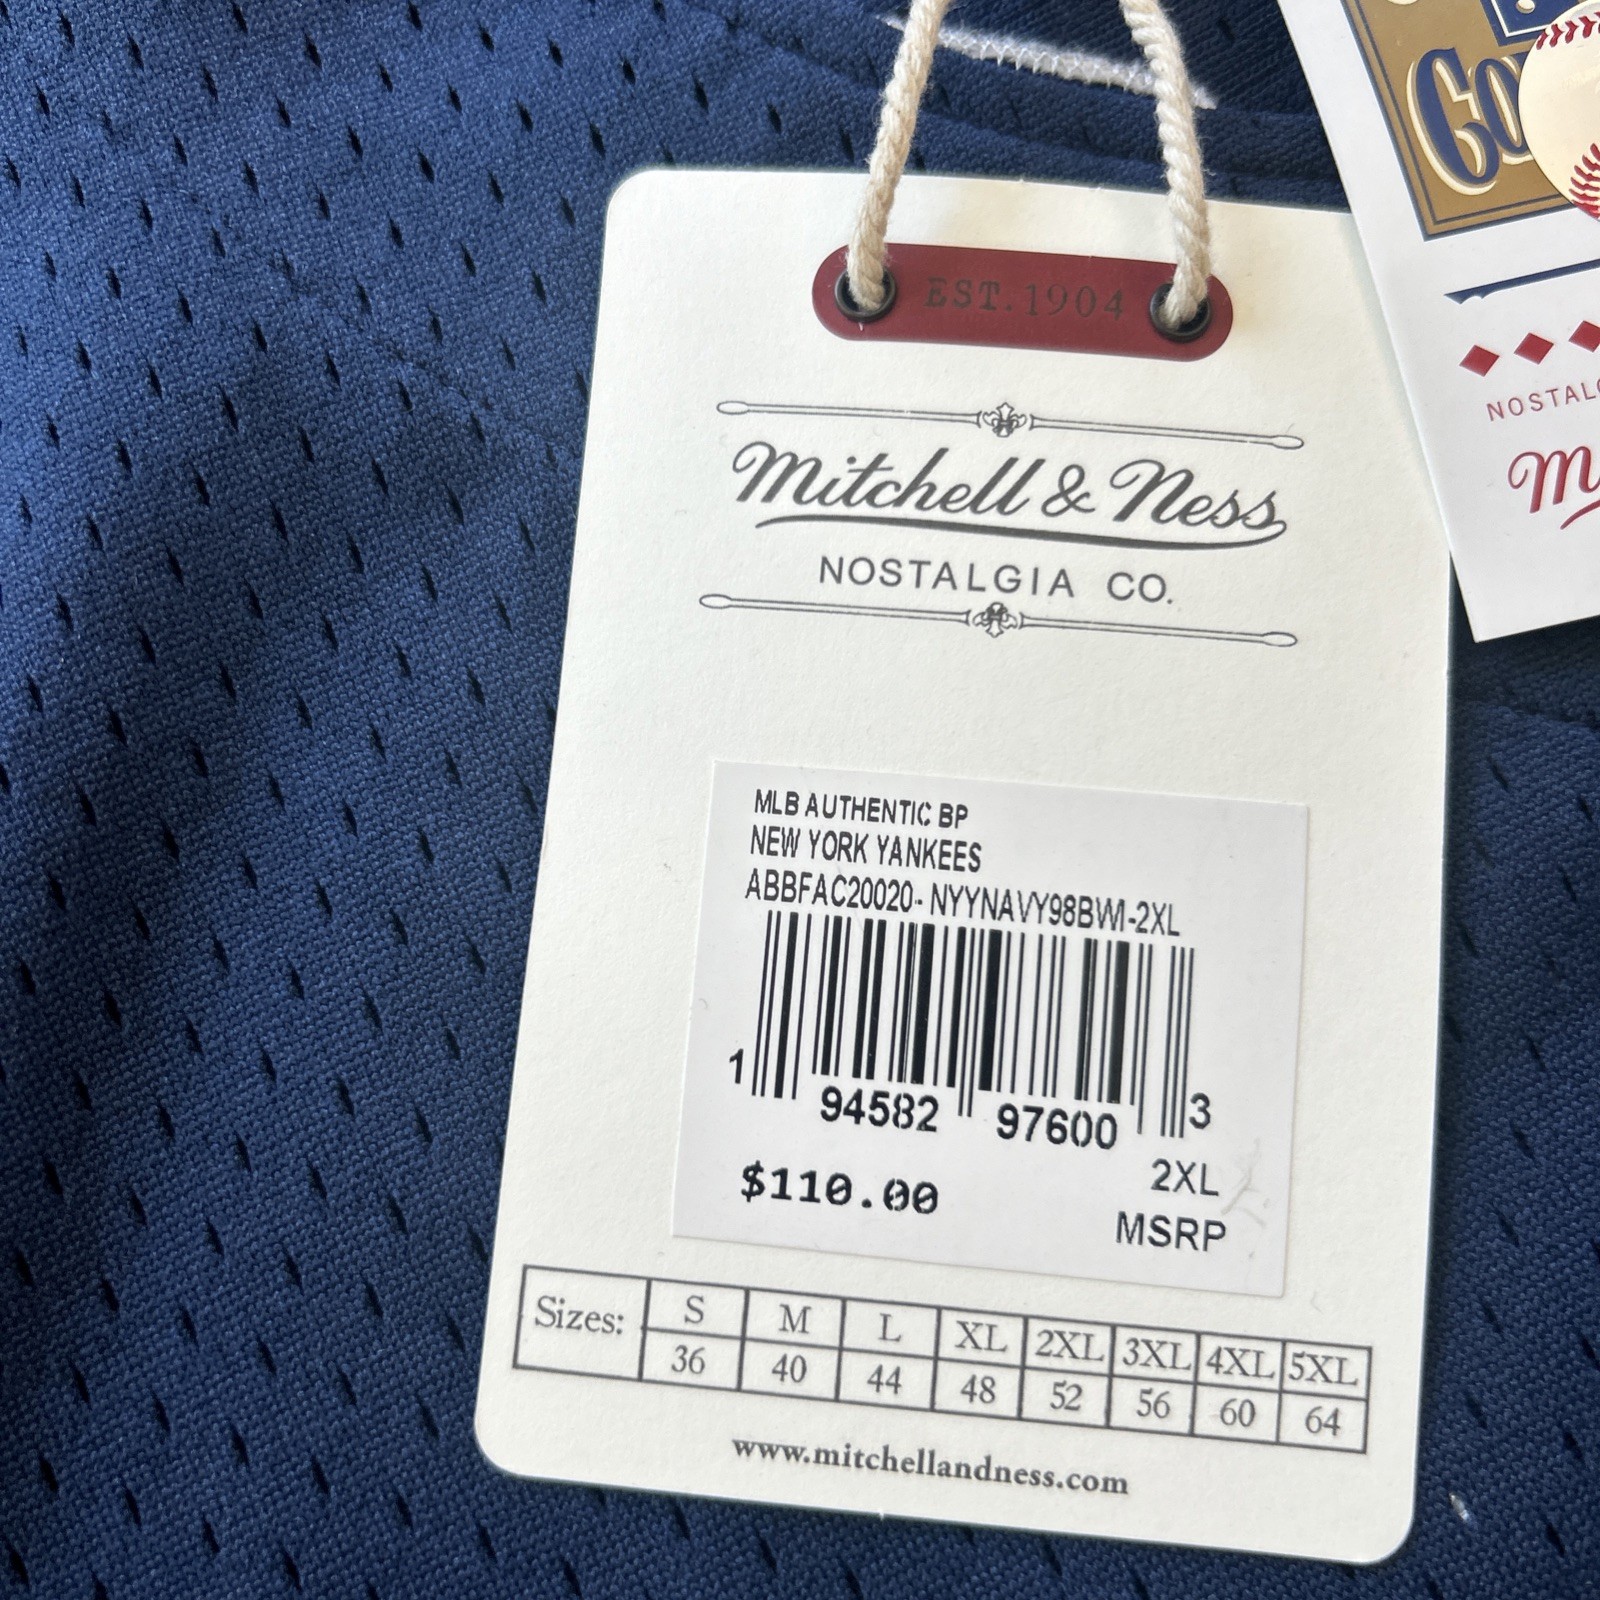 EST. 1904
Mitchell & Ness
NOSTALGIA CO.
MLB AUTHENTIC BP
NEW YORK YANKEES
ABBFAC20020- NYYNAVY98BWI-2XL
1 94582 97600 3
2XL
$110.00
MSRP
Sizes: S M L XL 2XL 3XL 4XL 5XL
36 40 44 48 52 56 60 64
www.mitchellandness.com